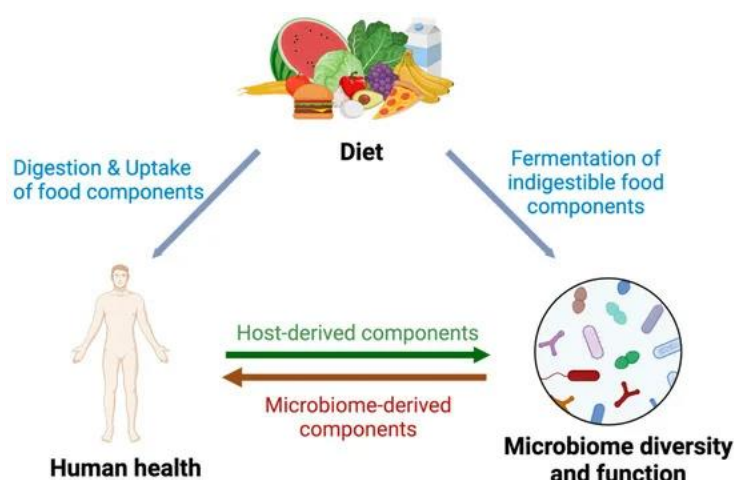 Diet
Digestion & Uptake
of food components
Fermentation of
indigestible food
components
Host-derived components
Microbiome-derived
components
Human health
Microbiome diversity
and function